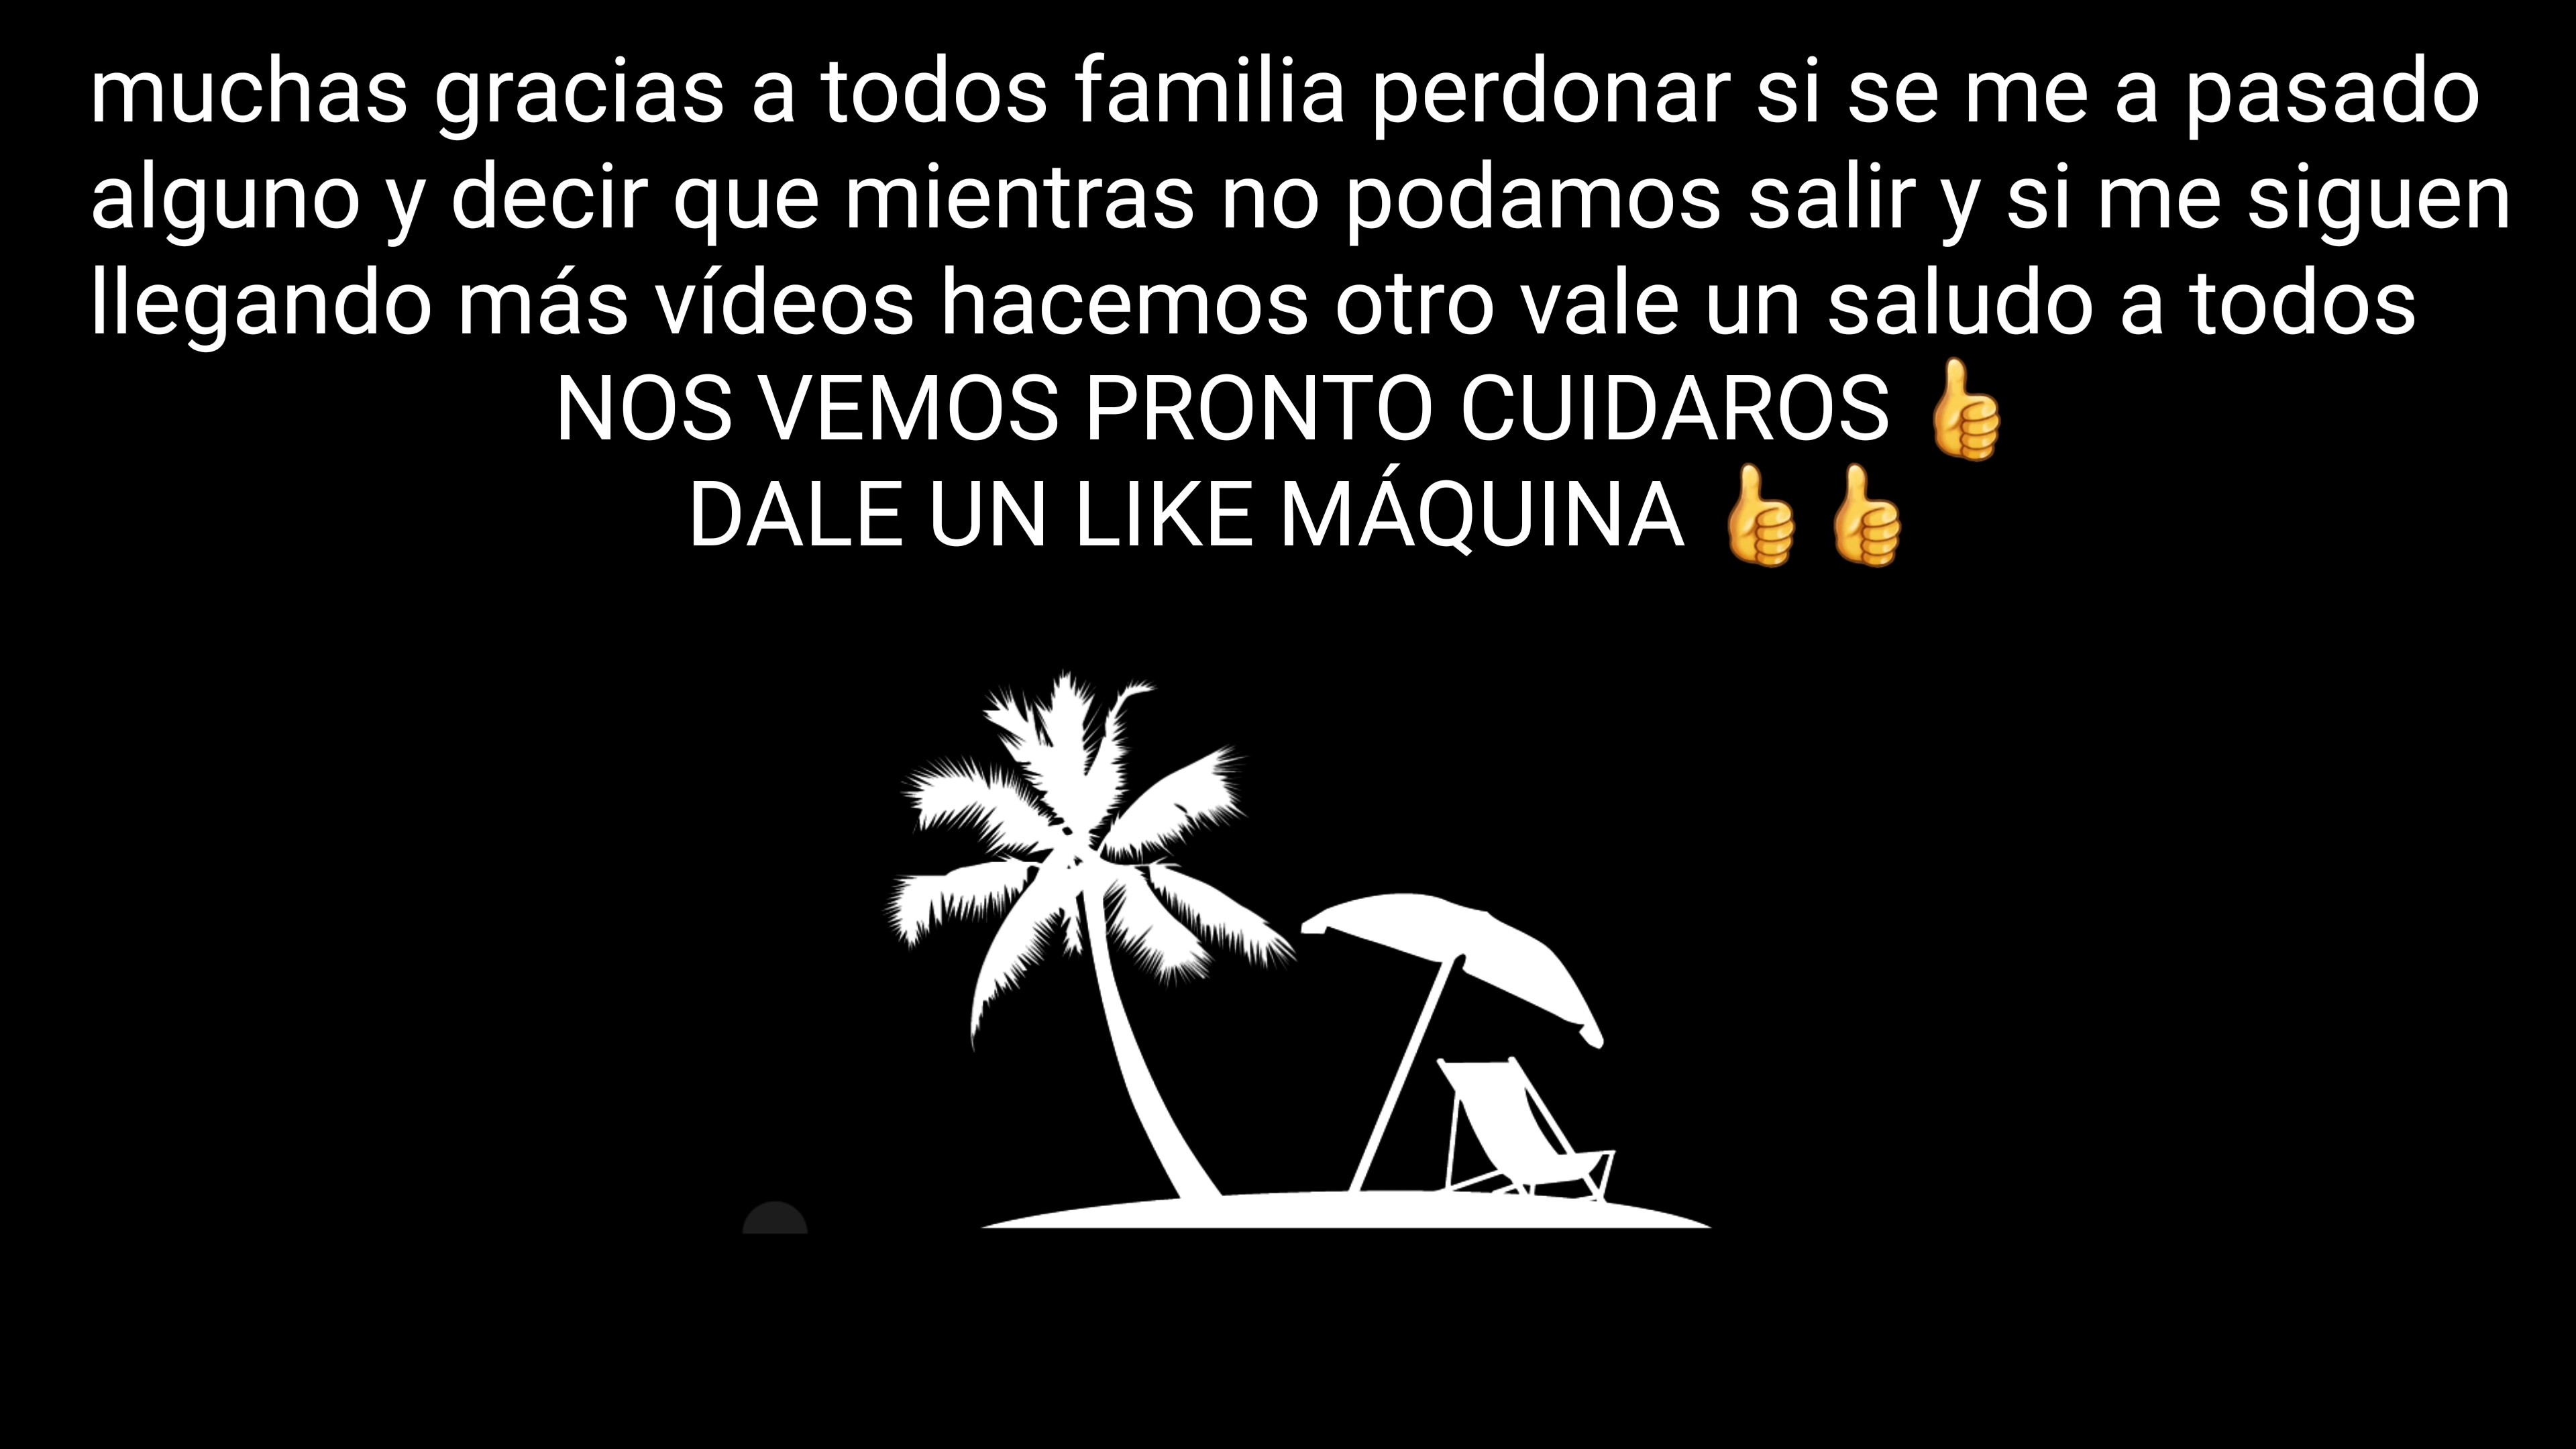 muchas gracias a todos familia perdonar si se me a pasado
alguno y decir que mientras no podamos salir y si me siguen
llegando más vídeos hacemos otro vale un saludo a todos
NOS VEMOS PRONTO CUIDAROS 👍
DALE UN LIKE MÁQUINA 👍👍